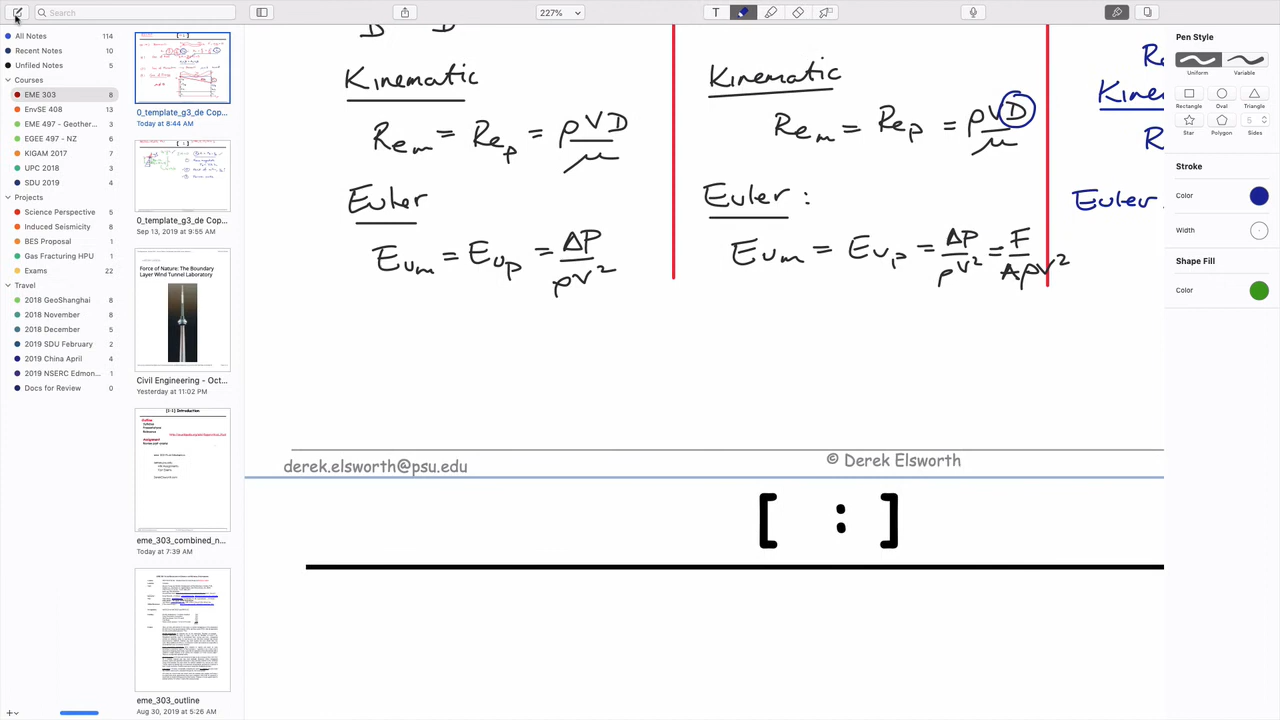 Search
227%
T
All Notes 114
Recent Notes 10
Unfiled Notes 5
Courses
EME 303 8
EnvSE 408 13
EME 497 - Geother... 3
EGEE 497 - NZ 6
KIGAM 2017 7
UPC 2018 3
SDU 2019 4
Projects
Science Perspective 5
Induced Seismicity 8
BES Proposal 1
Gas Fracturing HPU 1
Exams 22
Travel
2018 GeoShanghai 4
2018 November 8
2018 December 5
2019 SDU February 2
2019 China April 4
2019 NSERC Edmon... 1
Docs for Review 0
0_template_g3_de Cop...
Today at 8:44 AM
0_template_g3_de Cop...
Sep 13, 2019 at 9:55 AM
Force of Nature: The Boundary
Layer Wind Tunnel Laboratory
Civil Engineering - Oct...
Yesterday at 11:02 PM
[1:1] Introduction
eme_303_combined_n...
Today at 7:39 AM
eme_303_outline
Aug 30, 2019 at 5:26 AM
D D
Kinematic
Re_m = Re_p = ρVD/μ
Euler
Eu_m = Eu_p = ΔP/ρV²
Kinematic
Re_m = Re_p = ρVD/μ
Euler :
Eu_m = Eu_p = ΔP/ρV² = F/AρV²
Re
Kine
R
Euler
derek.elsworth@psu.edu
© Derek Elsworth
[ : ]
Pen Style
Uniform Variable
Rectangle Oval Triangle
Star Polygon 5 Sides
Stroke
Color
Width
Shape Fill
Color